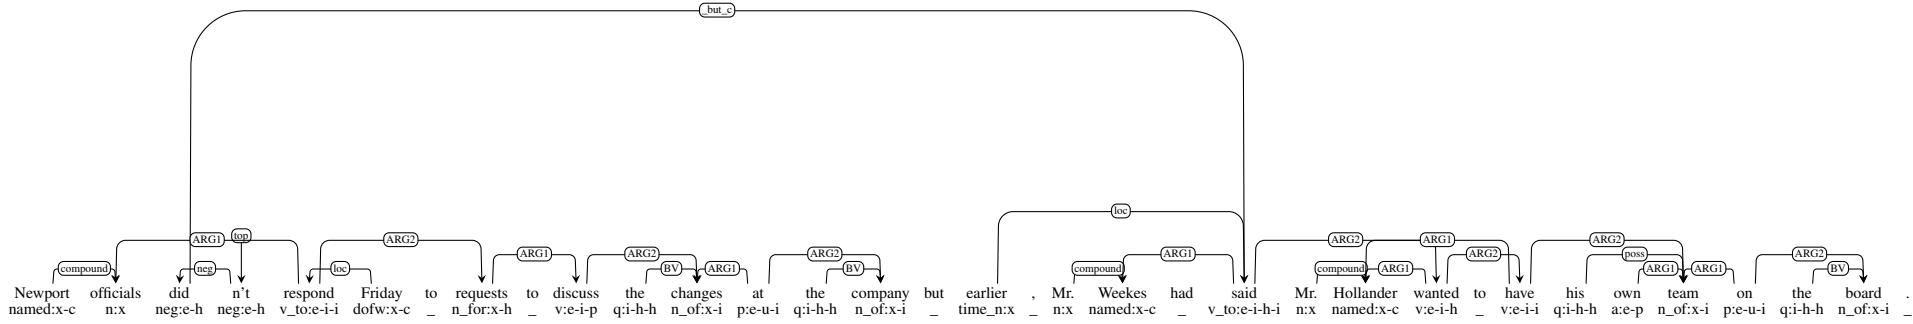 _but_c
loc
ARG1 top ARG2 ARG2 ARG1 ARG2
ARG1 ARG2 ARG2 ARG1 ARG2 poss ARG2
compound neg loc BV ARG1 BV compound compound ARG1 ARG1 ARG1 BV
Newport officials did n't respond Friday to requests to discuss the changes at the company but earlier , Mr. Weekes had said Mr. Hollander wanted to have his own team on the board .
named:x-c n:x neg:e-h neg:e-h v_to:e-i-i dofw:x-c _ n_for:x-h _ v:e-i-p q:i-h-h n_of:x-i p:e-u-i q:i-h-h n_of:x-i _ time_n:x _ n:x named:x-c _ v_to:e-i-h-i n:x named:x-c v:e-i-h _ v:e-i-i q:i-h-h a:e-p n_of:x-i p:e-u-i q:i-h-h n_of:x-i _